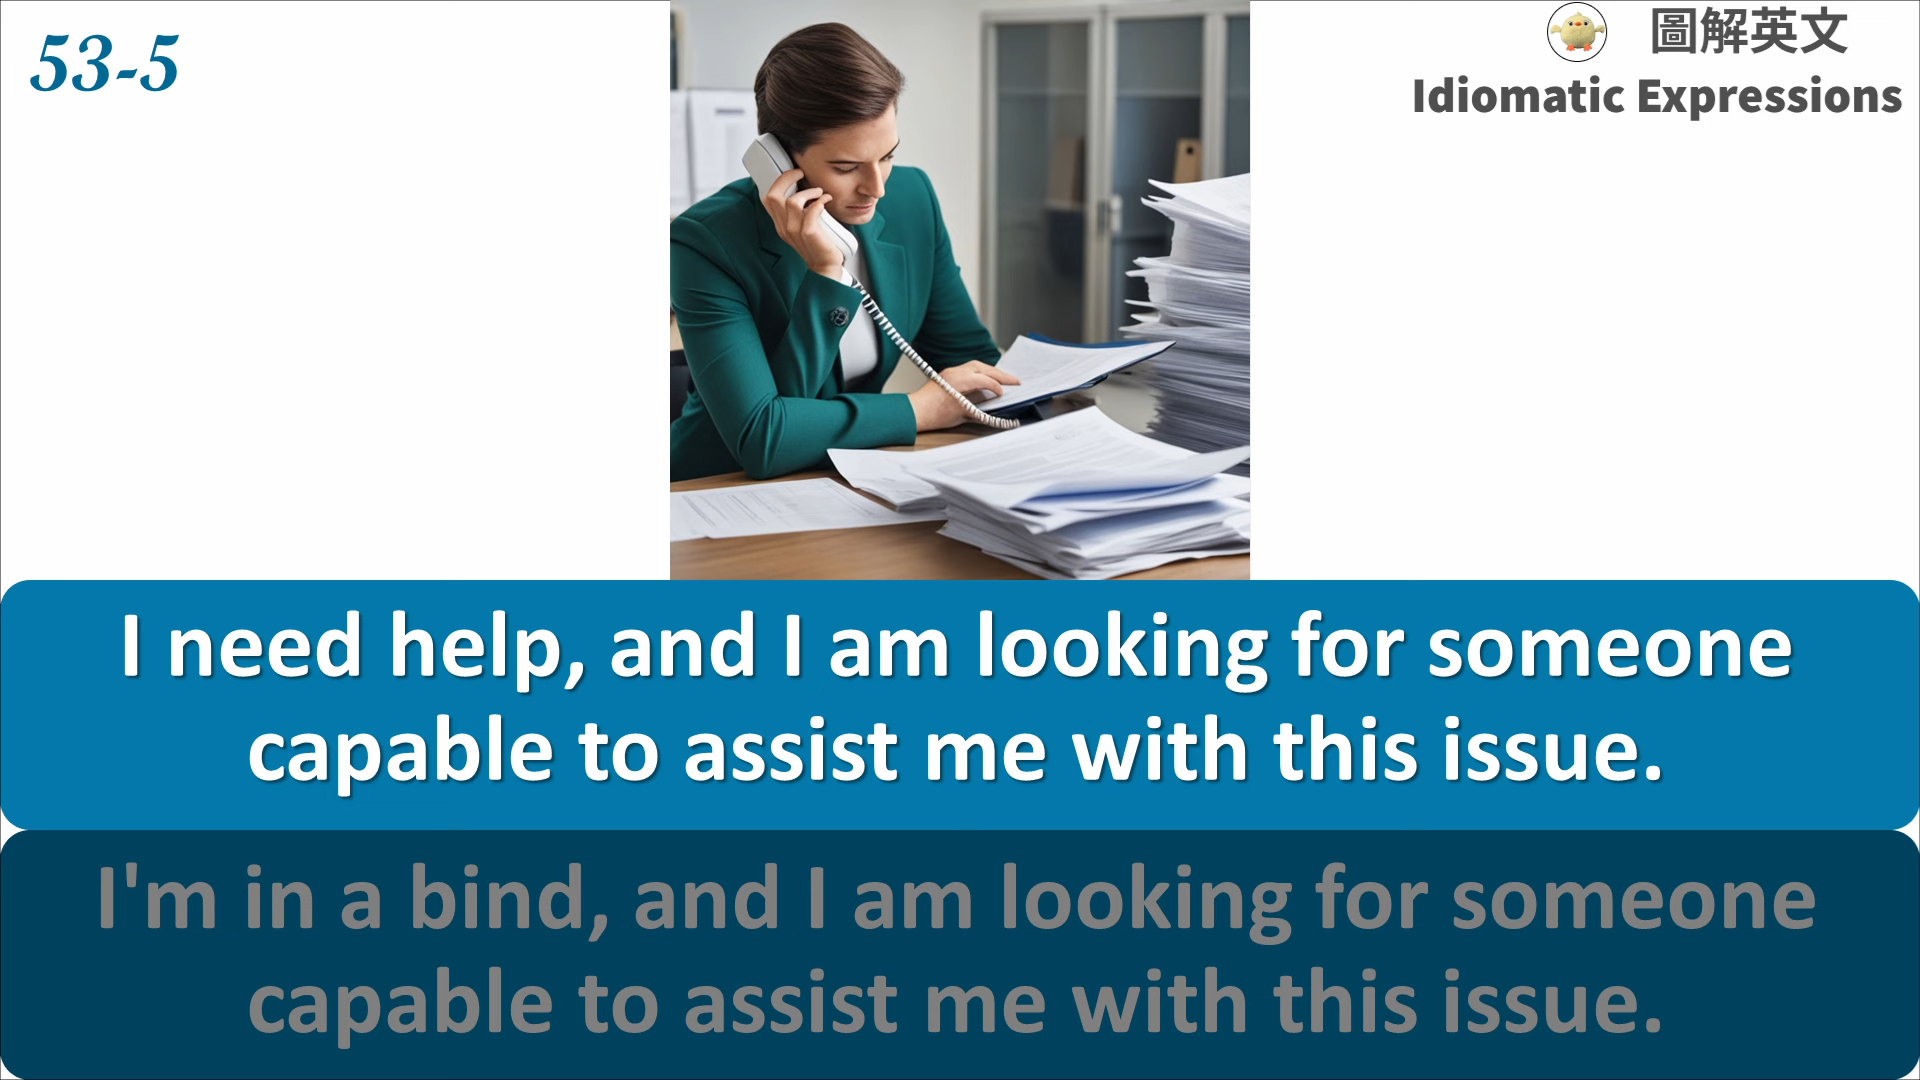 53-5
圖解英文
Idiomatic Expressions
I need help, and I am looking for someone
capable to assist me with this issue.
I'm in a bind, and I am looking for someone
capable to assist me with this issue.